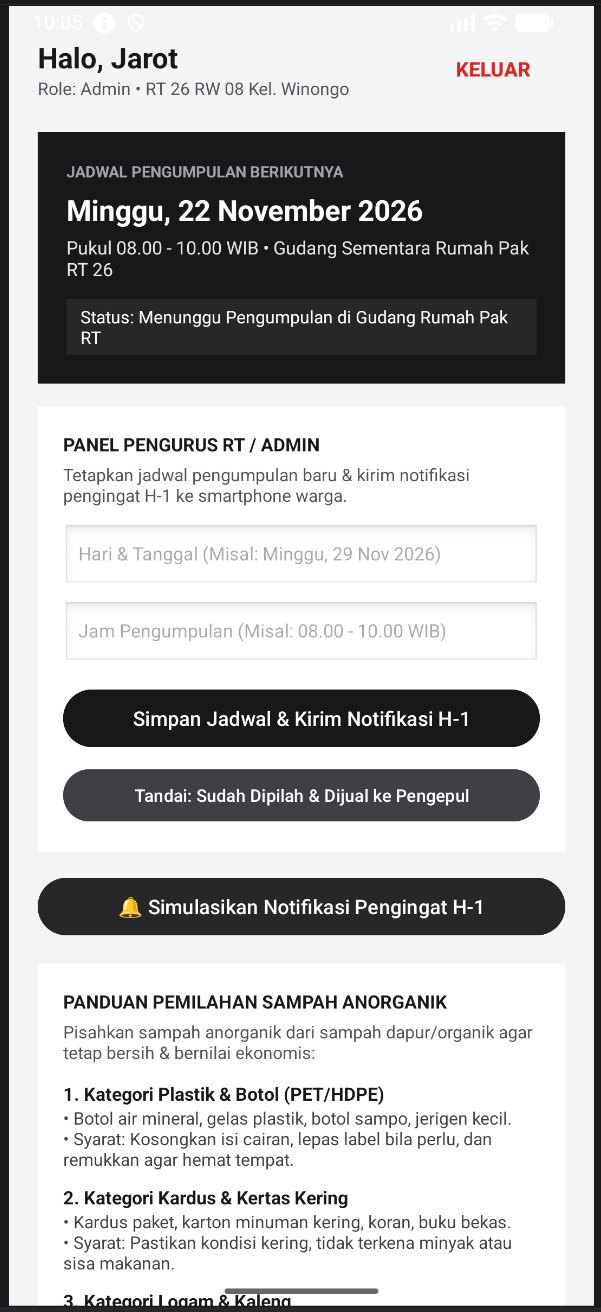 10:05
Halo, Jarot
KELUAR
Role: Admin • RT 26 RW 08 Kel. Winongo
JADWAL PENGUMPULAN BERIKUTNYA
Minggu, 22 November 2026
Pukul 08.00 - 10.00 WIB • Gudang Sementara Rumah Pak
RT 26
Status: Menunggu Pengumpulan di Gudang Rumah Pak
RT
PANEL PENGURUS RT / ADMIN
Tetapkan jadwal pengumpulan baru & kirim notifikasi
pengingat H-1 ke smartphone warga.
Hari & Tanggal (Misal: Minggu, 29 Nov 2026)
Jam Pengumpulan (Misal: 08.00 - 10.00 WIB)
Simpan Jadwal & Kirim Notifikasi H-1
Tandai: Sudah Dipilah & Dijual ke Pengepul
🔔 Simulasikan Notifikasi Pengingat H-1
PANDUAN PEMILAHAN SAMPAH ANORGANIK
Pisahkan sampah anorganik dari sampah dapur/organik agar
tetap bersih & bernilai ekonomis:
1. Kategori Plastik & Botol (PET/HDPE)
• Botol air mineral, gelas plastik, botol sampo, jerigen kecil.
• Syarat: Kosongkan isi cairan, lepas label bila perlu, dan
remukkan agar hemat tempat.
2. Kategori Kardus & Kertas Kering
• Kardus paket, karton minuman kering, koran, buku bekas.
• Syarat: Pastikan kondisi kering, tidak terkena minyak atau
sisa makanan.
3. Kategori Logam & Kaleng